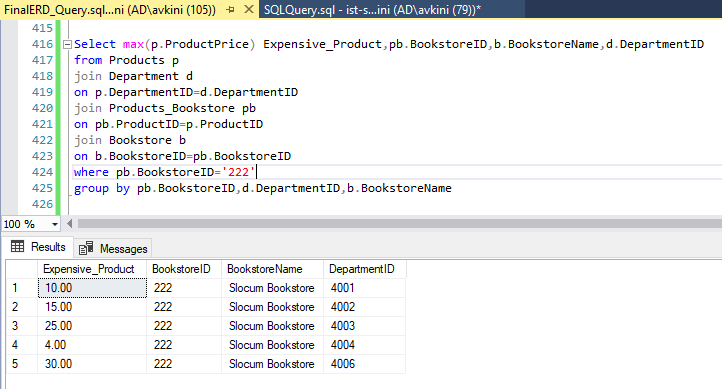 FinalERD_Query.sql...ni (AD\avkini (105))
SQLQuery.sql - ist-s...ini (AD\avkini (79))*
415
416 Select max(p.ProductPrice) Expensive_Product,pb.BookstoreID,b.BookstoreName,d.DepartmentID
417 from Products p
418 join Department d
419 on p.DepartmentID=d.DepartmentID
420 join Products_Bookstore pb
421 on pb.ProductID=p.ProductID
422 join Bookstore b
423 on b.BookstoreID=pb.BookstoreID
424 where pb.BookstoreID='222'
425 group by pb.BookstoreID,d.DepartmentID,b.BookstoreName
426
100 %
Results Messages
Expensive_Product BookstoreID BookstoreName DepartmentID
1 10.00 222 Slocum Bookstore 4001
2 15.00 222 Slocum Bookstore 4002
3 25.00 222 Slocum Bookstore 4003
4 4.00 222 Slocum Bookstore 4004
5 30.00 222 Slocum Bookstore 4006